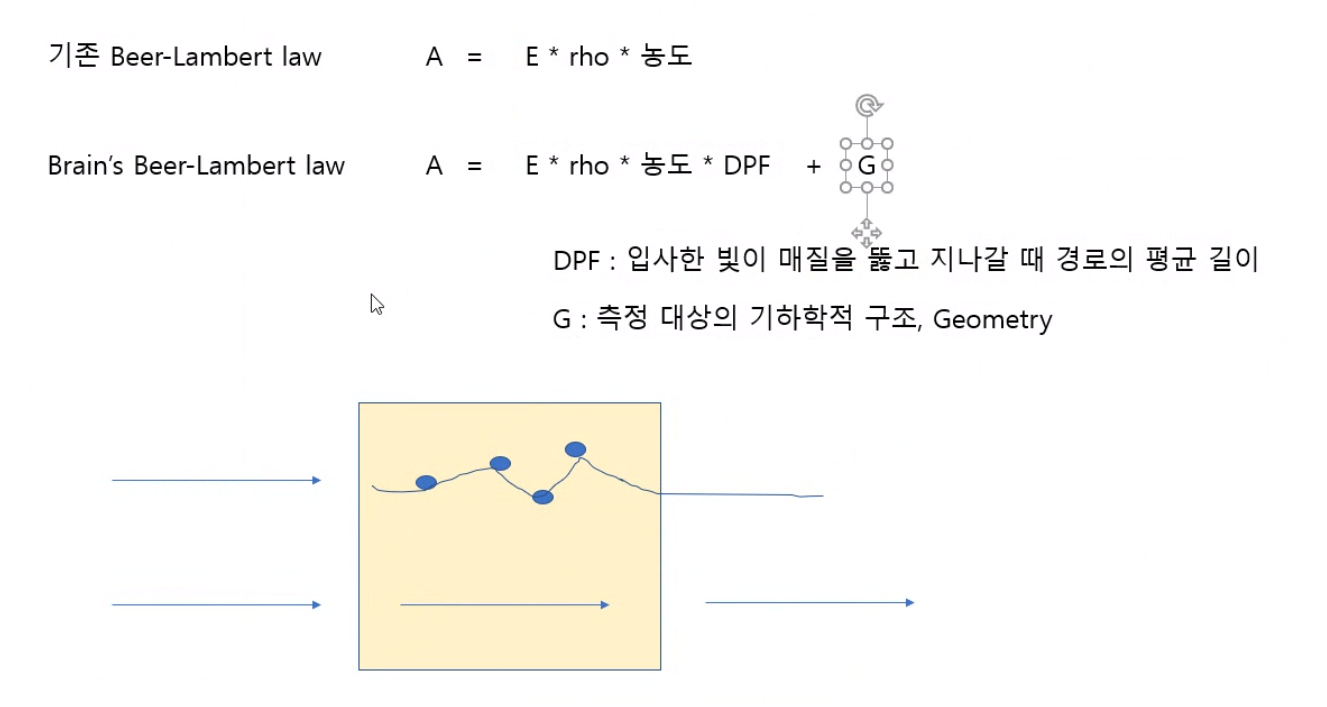 기존 Beer-Lambert law A = E * rho * 농도
Brain's Beer-Lambert law A = E * rho * 농도 * DPF + G
DPF : 입사한 빛이 매질을 뚫고 지나갈 때 경로의 평균 길이
G : 측정 대상의 기하학적 구조, Geometry